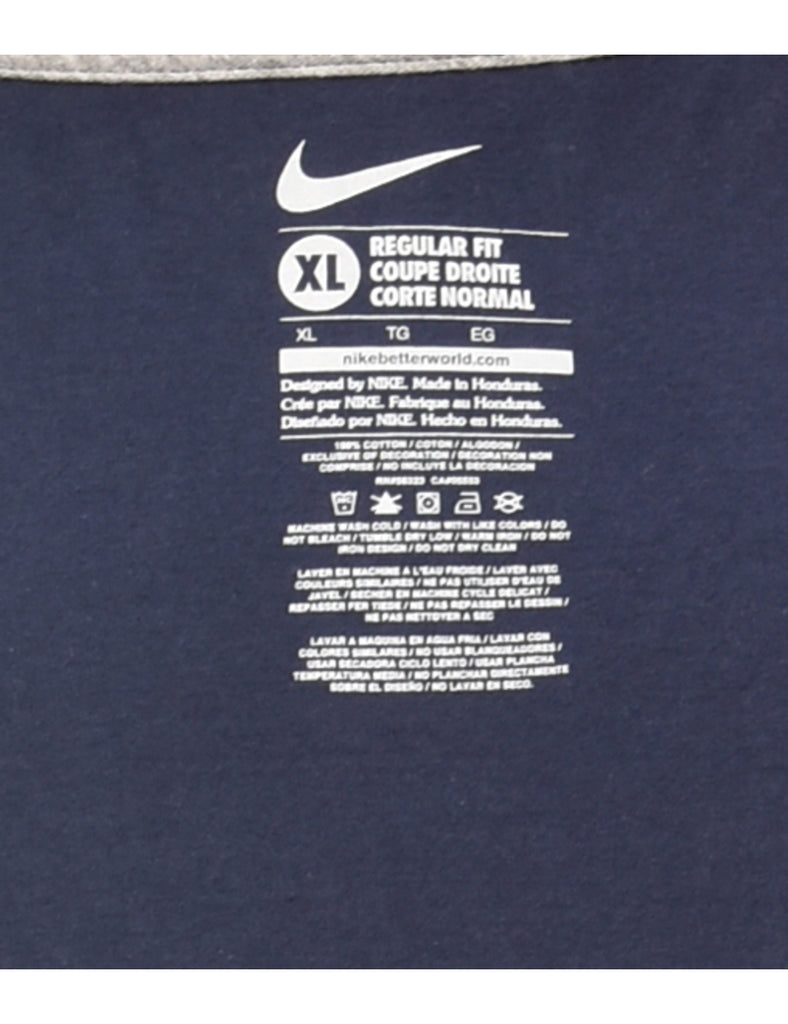 XL
REGULAR FIT
COUPE DROITE
CORTE NORMAL
XL TG EG
nikebetterworld.com
Designed by NIKE. Made in Honduras.
Crée par NIKE. Fabrique au Honduras.
Diseñado por NIKE. Hecho en Honduras.
100% COTTON / COTON / ALGODON /
EXCLUSIVE OF DECORATION / DECORATION NON
COMPRISE / NO INCLUYE LA DECORACION
RN#56323 CA#05553
MACHINE WASH COLD / WASH WITH LIKE COLORS / DO
NOT BLEACH / TUMBLE DRY LOW / WARM IRON / DO NOT
IRON DESIGN / DO NOT DRY CLEAN
LAVER EN MACHINE A L'EAU FROIDE / LAVER AVEC
COULEURS SIMILAIRES / NE PAS UTILISER D'EAU DE
JAVEL / SECHER EN MACHINE CYCLE DELICAT /
REPASSER FER TIEDE / NE PAS REPASSER LE DESSIN /
NE PAS NETTOYER A SEC
LAVAR A MAQUINA EN AGUA FRIA / LAVAR CON
COLORES SIMILARES / NO USAR BLANQUEADORES /
USAR SECADORA CICLO LENTO / USAR PLANCHA
TEMPERATURA MEDIA / NO PLANCHAR DIRECTAMENTE
SOBRE EL DISEÑO / NO LAVAR EN SECO.